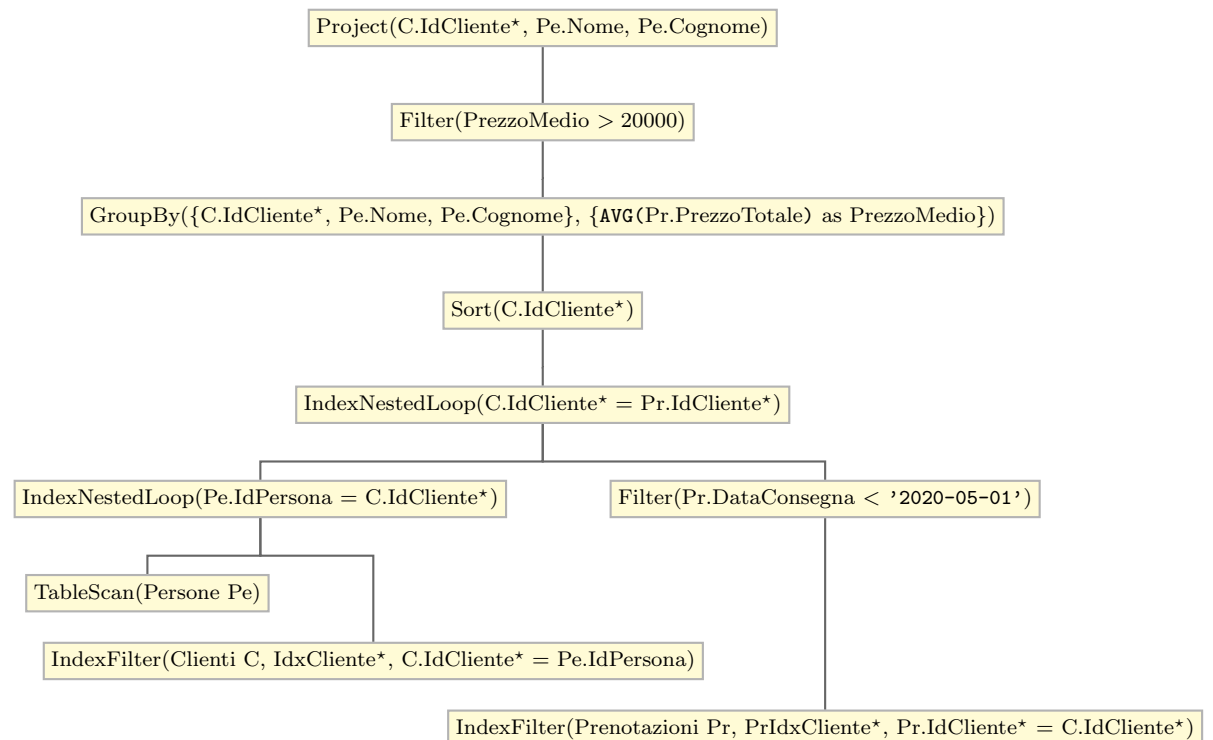 Project(C.IdCliente⋆, Pe.Nome, Pe.Cognome)
Filter(PrezzoMedio > 20000)
GroupBy({C.IdCliente⋆, Pe.Nome, Pe.Cognome}, {AVG(Pr.PrezzoTotale) as PrezzoMedio})
Sort(C.IdCliente⋆)
IndexNestedLoop(C.IdCliente⋆ = Pr.IdCliente⋆)
IndexNestedLoop(Pe.IdPersona = C.IdCliente⋆)
Filter(Pr.DataConsegna < '2020-05-01')
TableScan(Persone Pe)
IndexFilter(Clienti C, IdxCliente⋆, C.IdCliente⋆ = Pe.IdPersona)
IndexFilter(Prenotazioni Pr, PrIdxCliente⋆, Pr.IdCliente⋆ = C.IdCliente⋆)